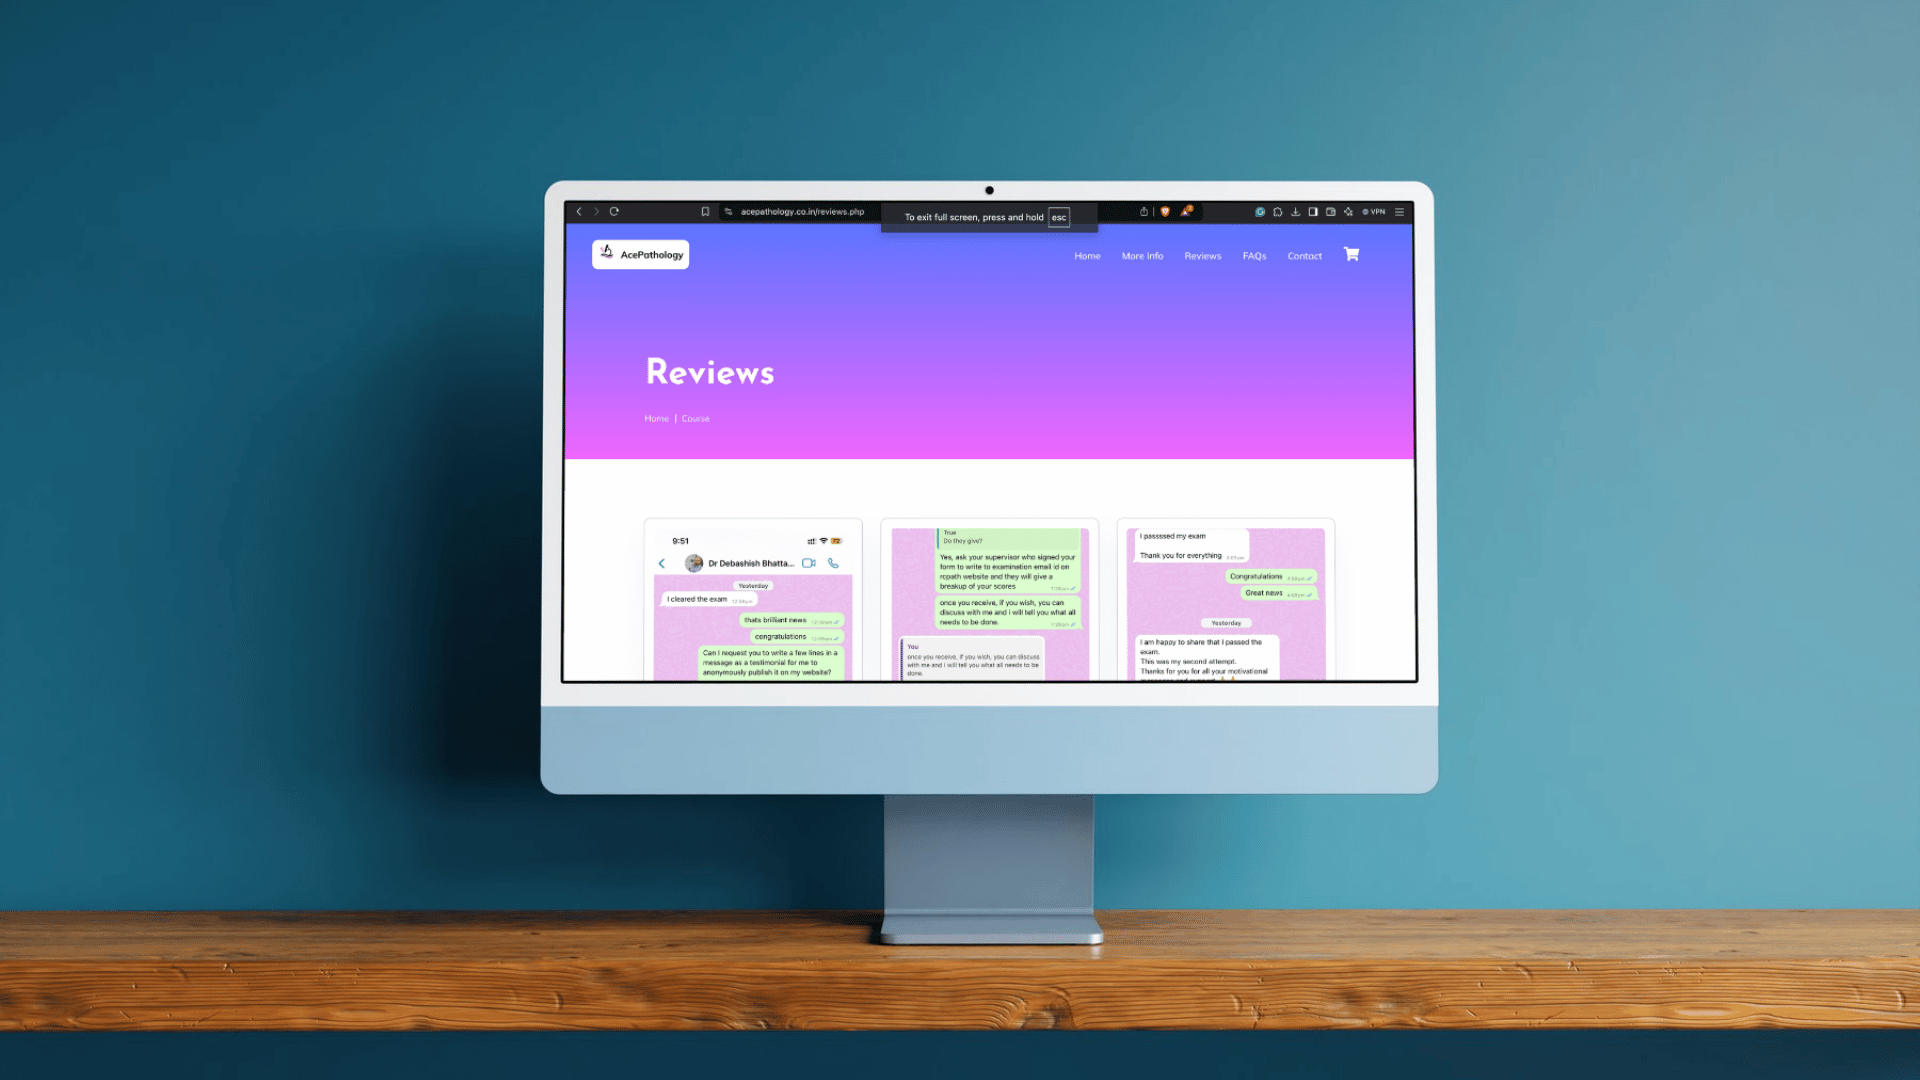 acepathology.co.in/reviews.php
To exit full screen, press and hold esc
VPN
AcePathology
Home
More Info
Reviews
FAQs
Contact
Reviews
Home | Course
9:51
72
Dr Debashish Bhatta...
Yesterday
I cleared the exam
thats brilliant news
congratulations
Can I request you to write a few lines in a
message as a testimonial for me to
anonymously publish it on my website?
True
Do they give?
Yes, ask your supervisor who signed your
form to write to examination email id on
rcpath website and they will give a
breakup of your scores
once you receive, if you wish, you can
discuss with me and i will tell you what all
needs to be done.
You
once you receive, if you wish, you can discuss
with me and i will tell you what all needs to be
done.
I passssed my exam
Thank you for everything
Congratulations
Great news
Yesterday
I am happy to share that I passed the
exam.
This was my second attempt.
Thanks for you for all your motivational